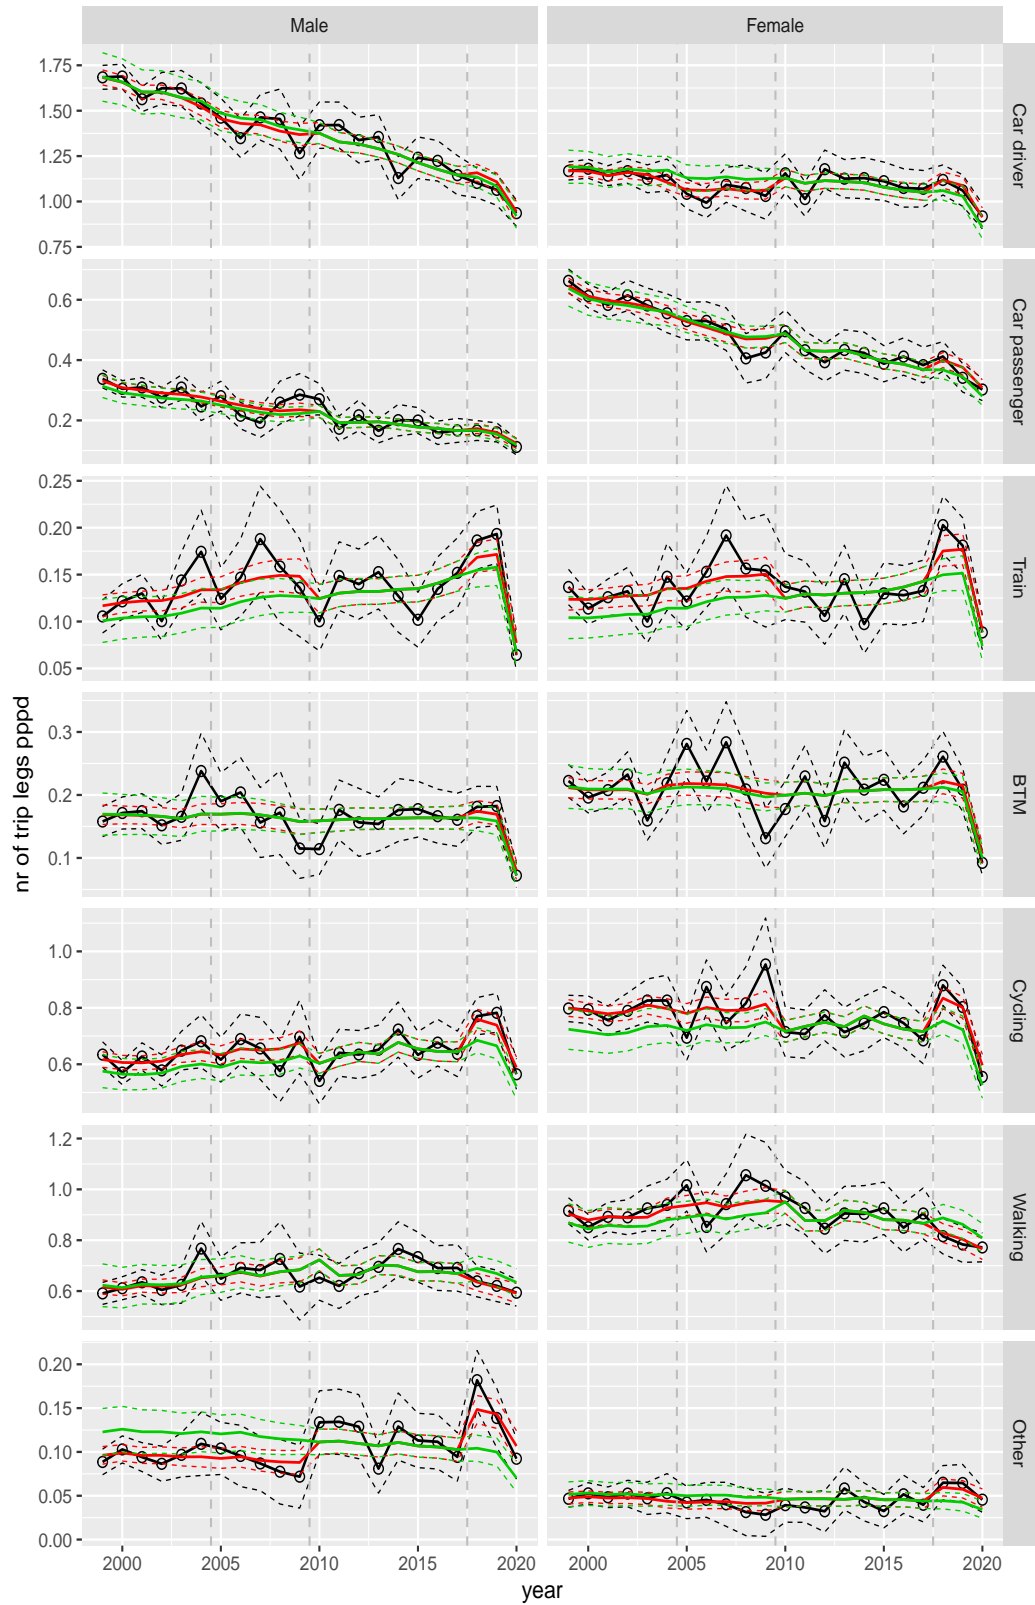 Male Female
1.75
1.50
1.25
1.00
0.75
Car driver
0.6
0.4
0.2
Car passenger
0.25
0.20
0.15
0.10
0.05
Train
0.3
0.2
0.1
BTM
nr of trip legs pppd
1.0
0.8
0.6
Cycling
1.2
1.0
0.8
0.6
Walking
0.20
0.15
0.10
0.05
0.00
Other
2000 2005 2010 2015 2020 2000 2005 2010 2015 2020
year